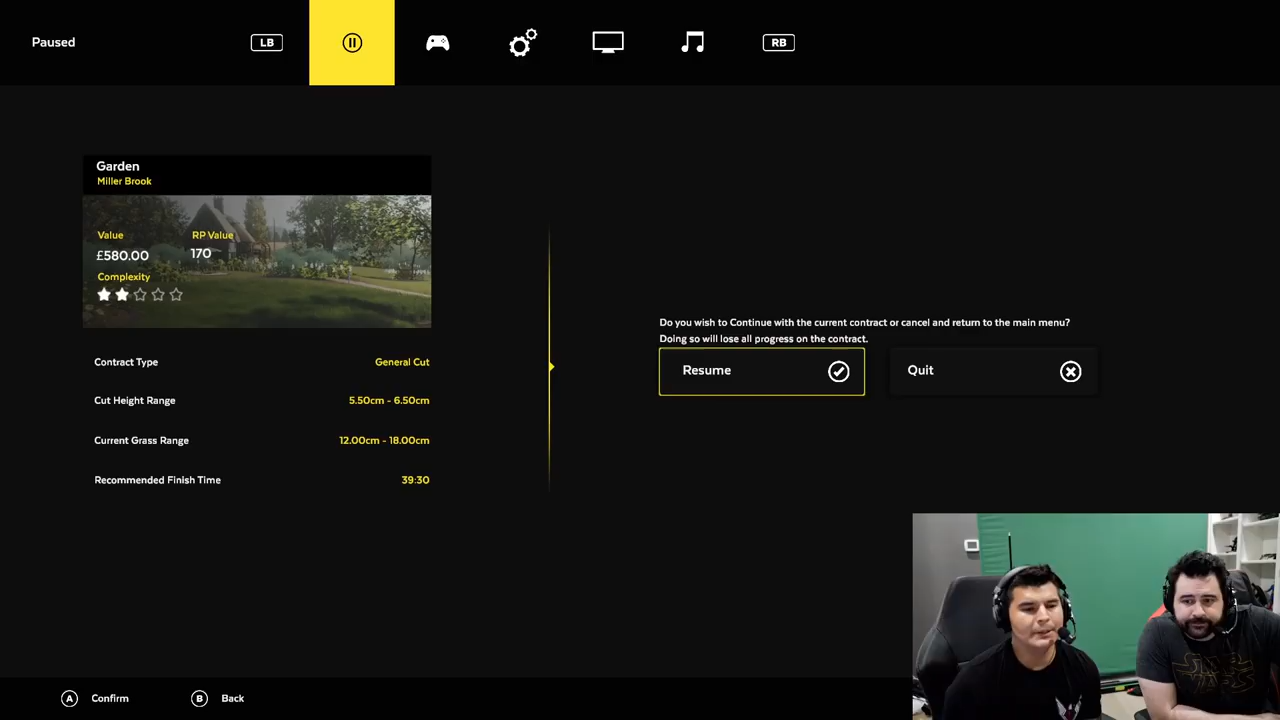 Paused
LB
RB
Garden
Miller Brook
Value
RP Value
£580.00
170
Complexity
Contract Type
General Cut
Cut Height Range
5.50cm - 6.50cm
Current Grass Range
12.00cm - 18.00cm
Recommended Finish Time
39:30
Do you wish to Continue with the current contract or cancel and return to the main menu?
Doing so will lose all progress on the contract.
Resume
Quit
A Confirm
B Back
STAR
WARS